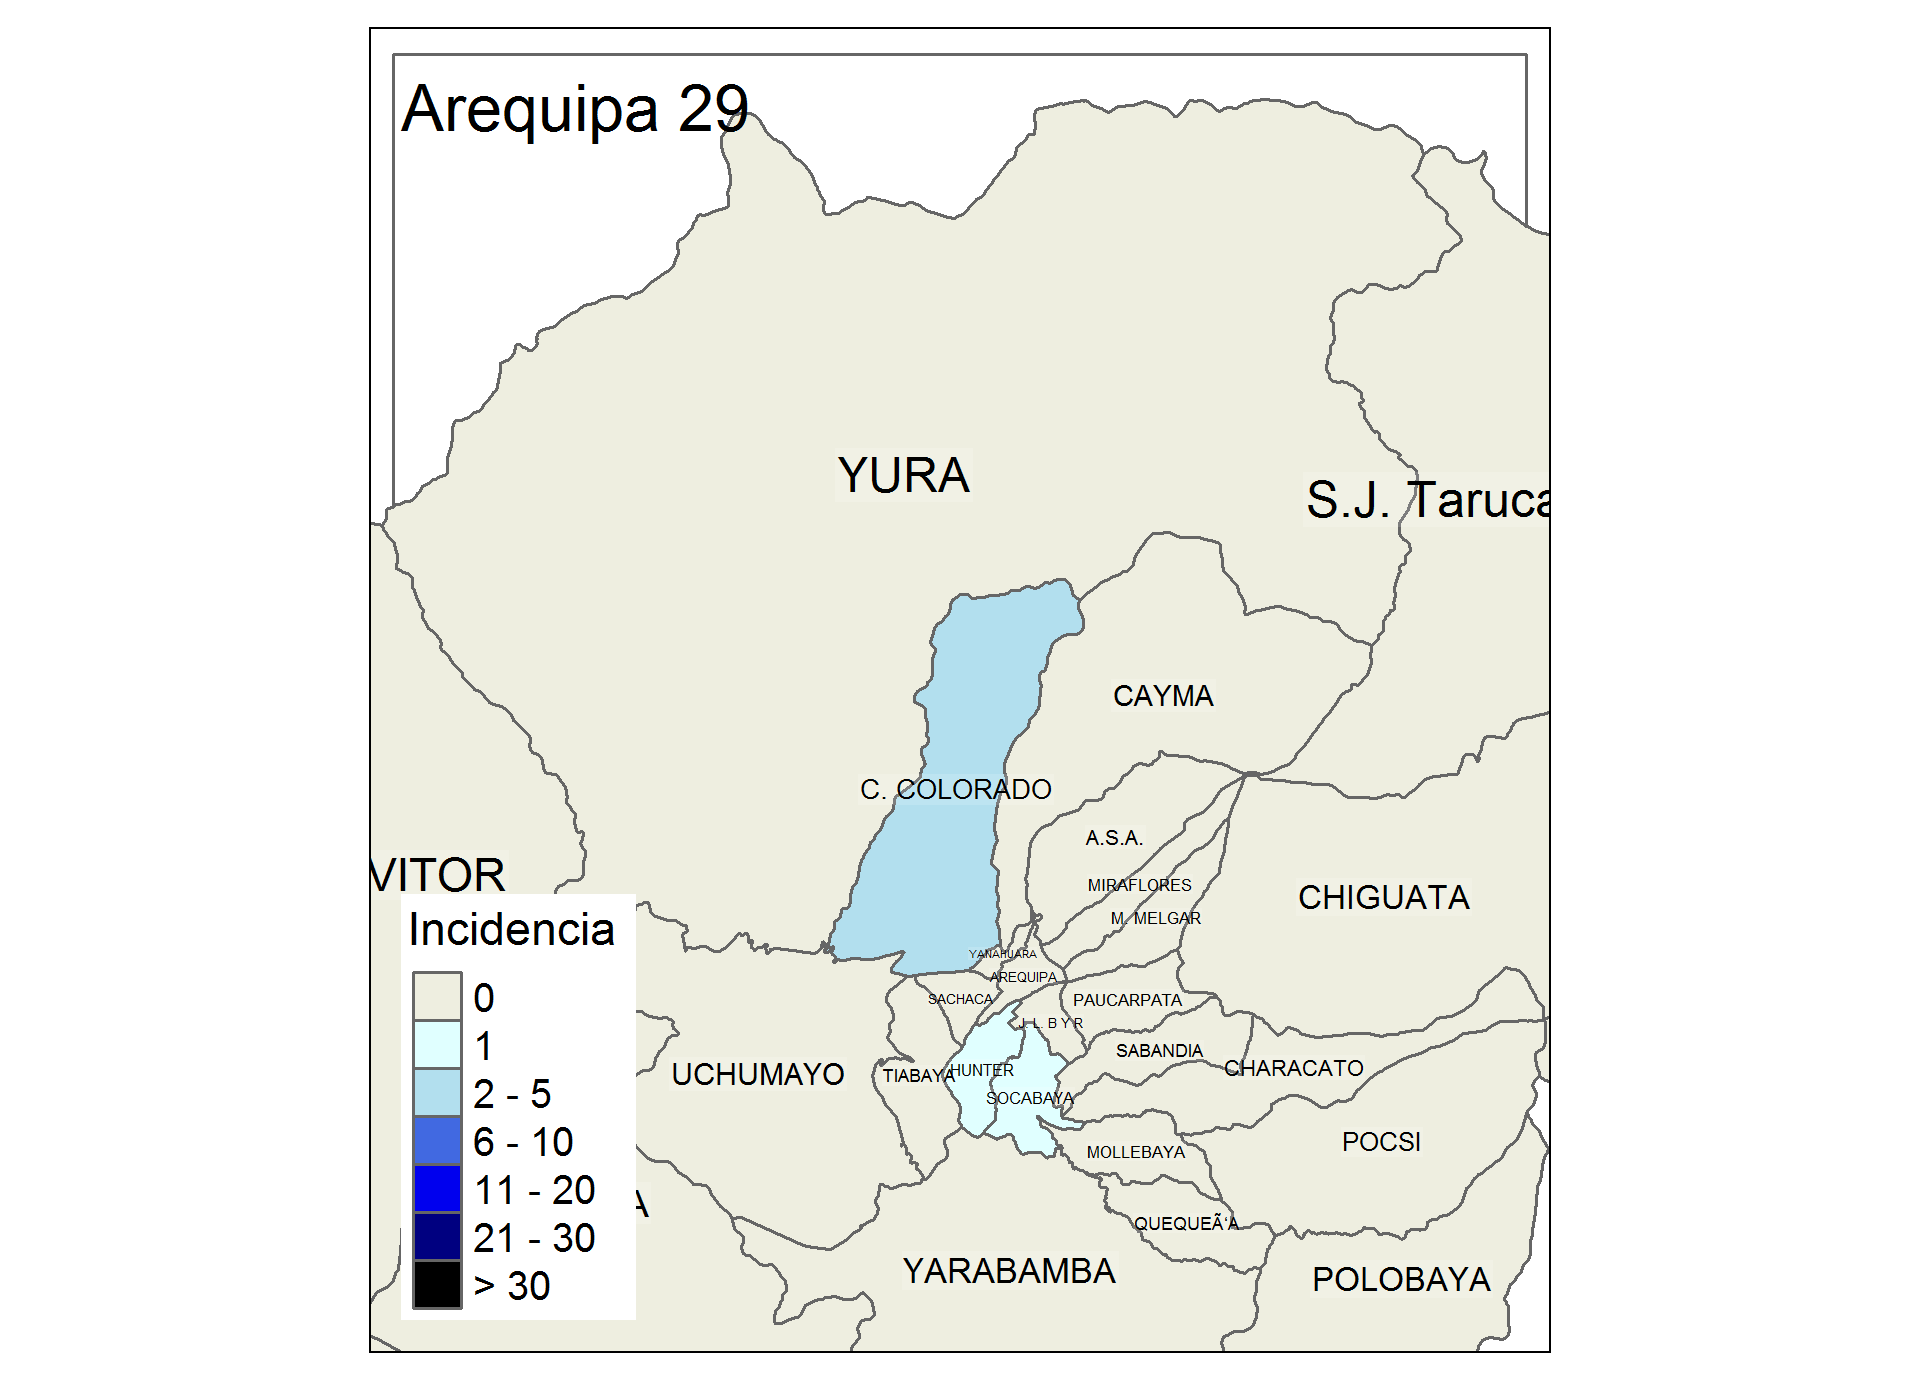 Arequipa 29
YURA
S.J. Taruca
CAYMA
C. COLORADO
A.S.A.
VITOR
MIRAFLORES
CHIGUATA
M. MELGAR
Incidencia
YANAHUARA
AREQUIPA
SACHACA
PAUCARPATA
J. L. B Y R
SABANDIA
CHARACATO
UCHUMAYO
TIABAYA
HUNTER
SOCABAYA
POCSI
MOLLEBAYA
QUEQUEÃ‘A
YARABAMBA
POLOBAYA
0
1
2 - 5
6 - 10
11 - 20
21 - 30
> 30